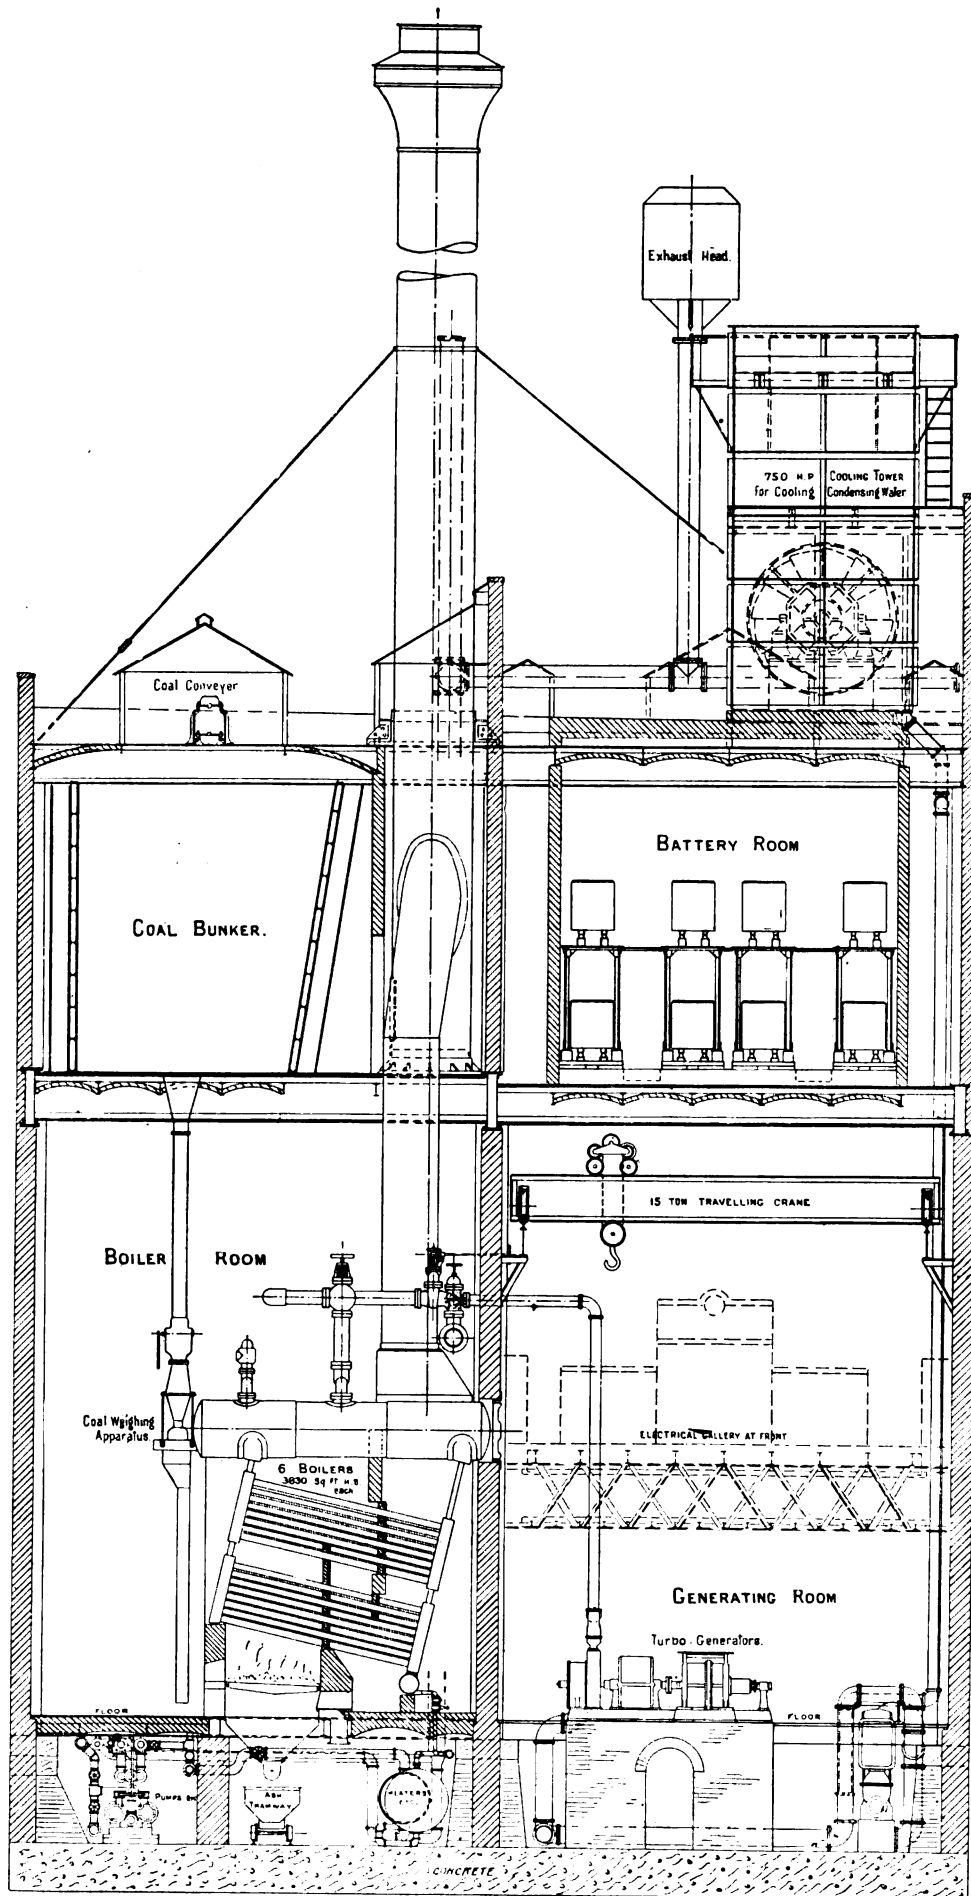 Exhaust Head.
750 H.P COOLING TOWER
for Cooling Condensing Water
Coal Conveyer
BATTERY ROOM
COAL BUNKER.
15 TON TRAVELLING CRANE
BOILER ROOM
Coal Weighing
Apparatus.
ELECTRICAL GALLERY AT FRONT
6 BOILERS
3830 Sq FT H.S
EACH
GENERATING ROOM
Turbo-Generators.
FLOOR
FLOOR
PUMPS &c
ASH
TRAMWAY
HEATERS
CONCRETE